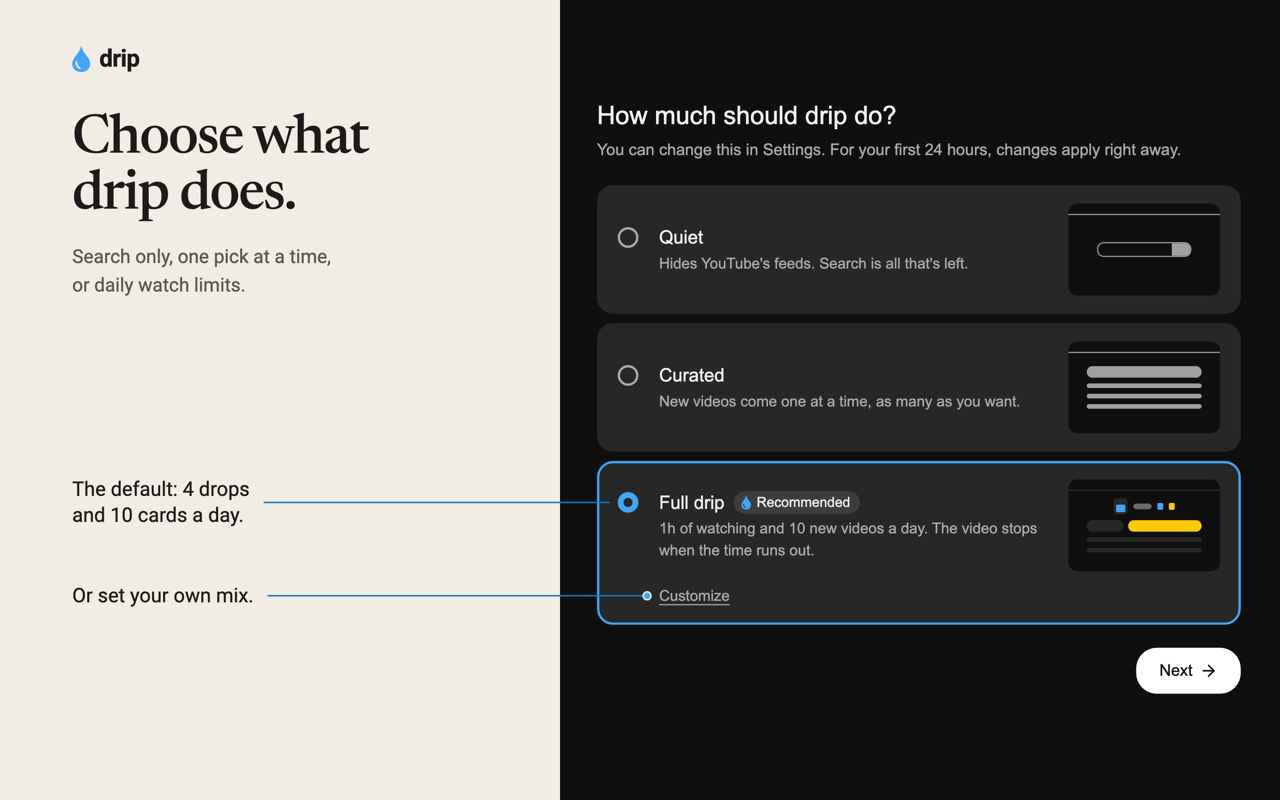 drip
Choose what
drip does.
Search only, one pick at a time,
or daily watch limits.
The default: 4 drops
and 10 cards a day.
Or set your own mix.
How much should drip do?
You can change this in Settings. For your first 24 hours, changes apply right away.
Quiet
Hides YouTube's feeds. Search is all that's left.
Curated
New videos come one at a time, as many as you want.
Full drip Recommended
1h of watching and 10 new videos a day. The video stops
when the time runs out.
Customize
Next →